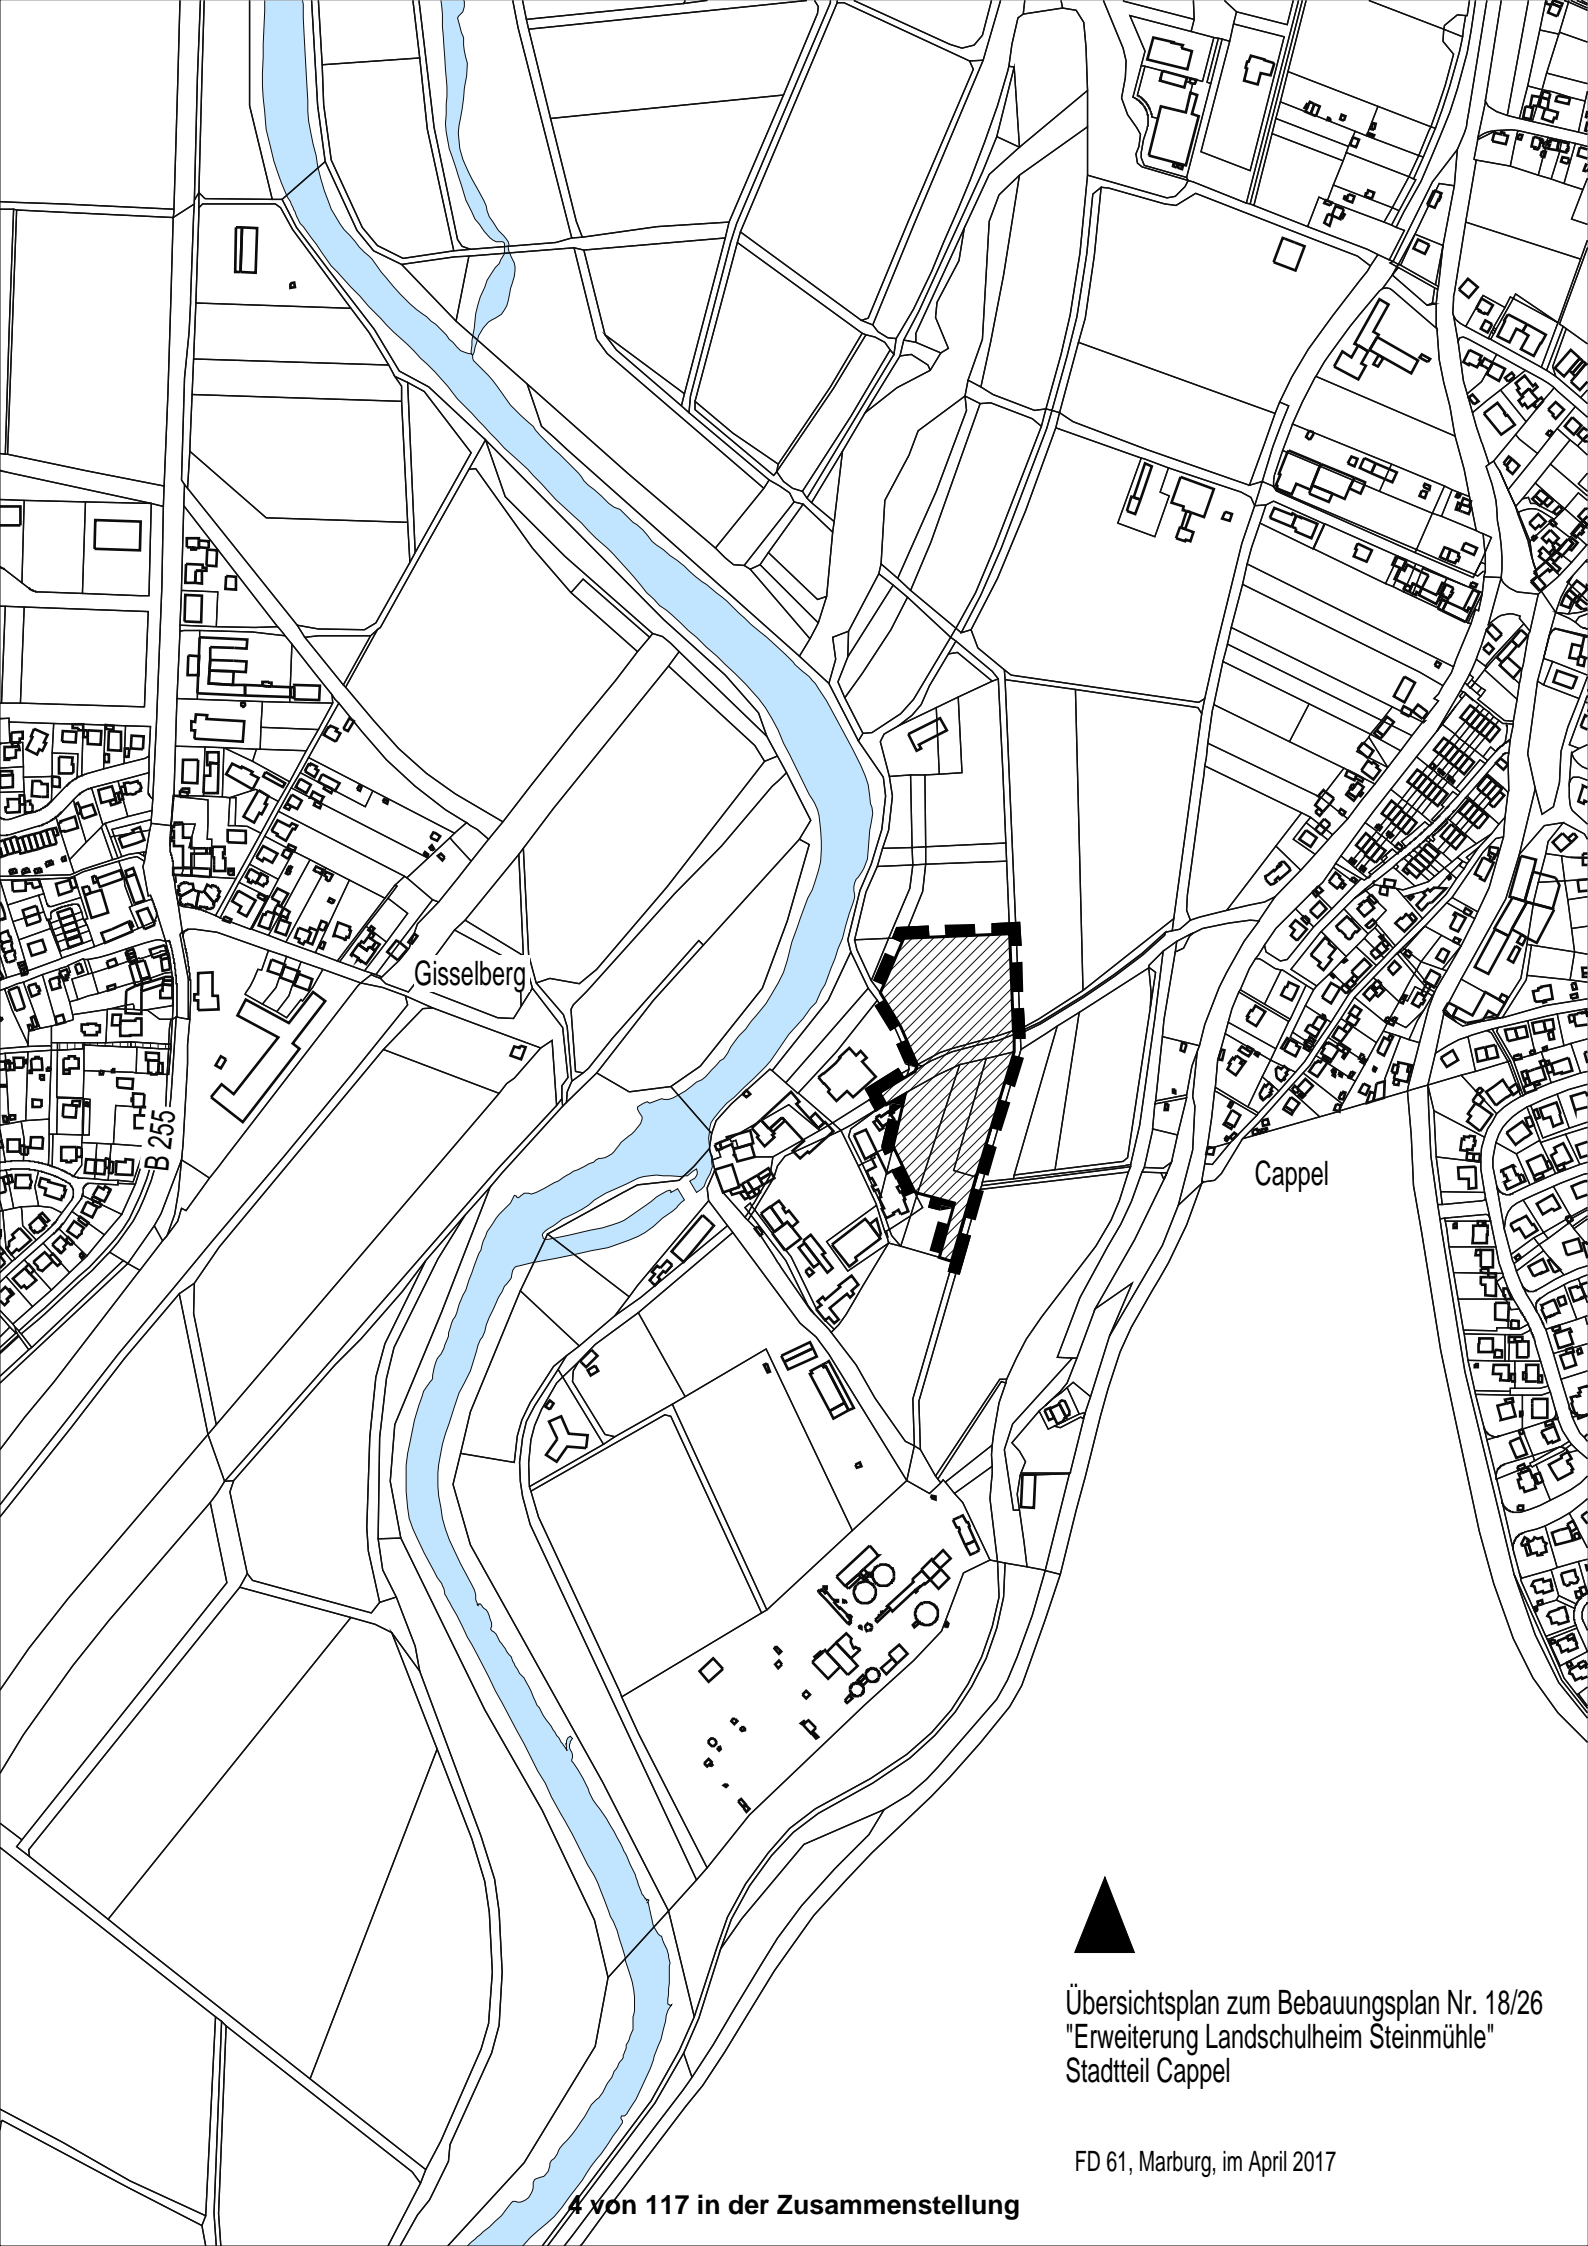 Gisselberg
B 255
Cappel
Übersichtsplan zum Bebauungsplan Nr. 18/26
"Erweiterung Landschulheim Steinmühle"
Stadtteil Cappel
FD 61, Marburg, im April 2017
4 von 117 in der Zusammenstellung